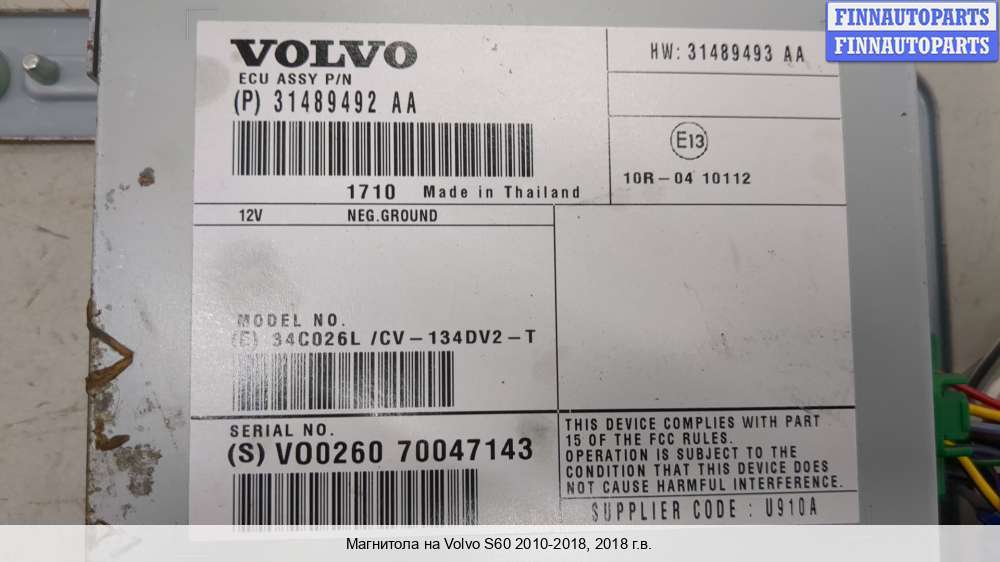 FINNAUTOPARTS
FINNAUTOPARTS
VOLVO
ECU ASSY P/N
(P) 31489492 AA
1710 Made in Thailand
HW: 31489493 AA
E13
10R-04 10112
12V NEG.GROUND
MODEL NO.
(E) 34C026L /CV-134DV2-T
SERIAL NO.
(S) VO0260 70047143
THIS DEVICE COMPLIES WITH PART
15 OF THE FCC RULES.
OPERATION IS SUBJECT TO THE
CONDITION THAT THIS DEVICE DOES
NOT CAUSE HARMFUL INTERFERENCE.
SUPPLIER CODE : U910A
Магнитола на Volvo S60 2010-2018, 2018 г.в.